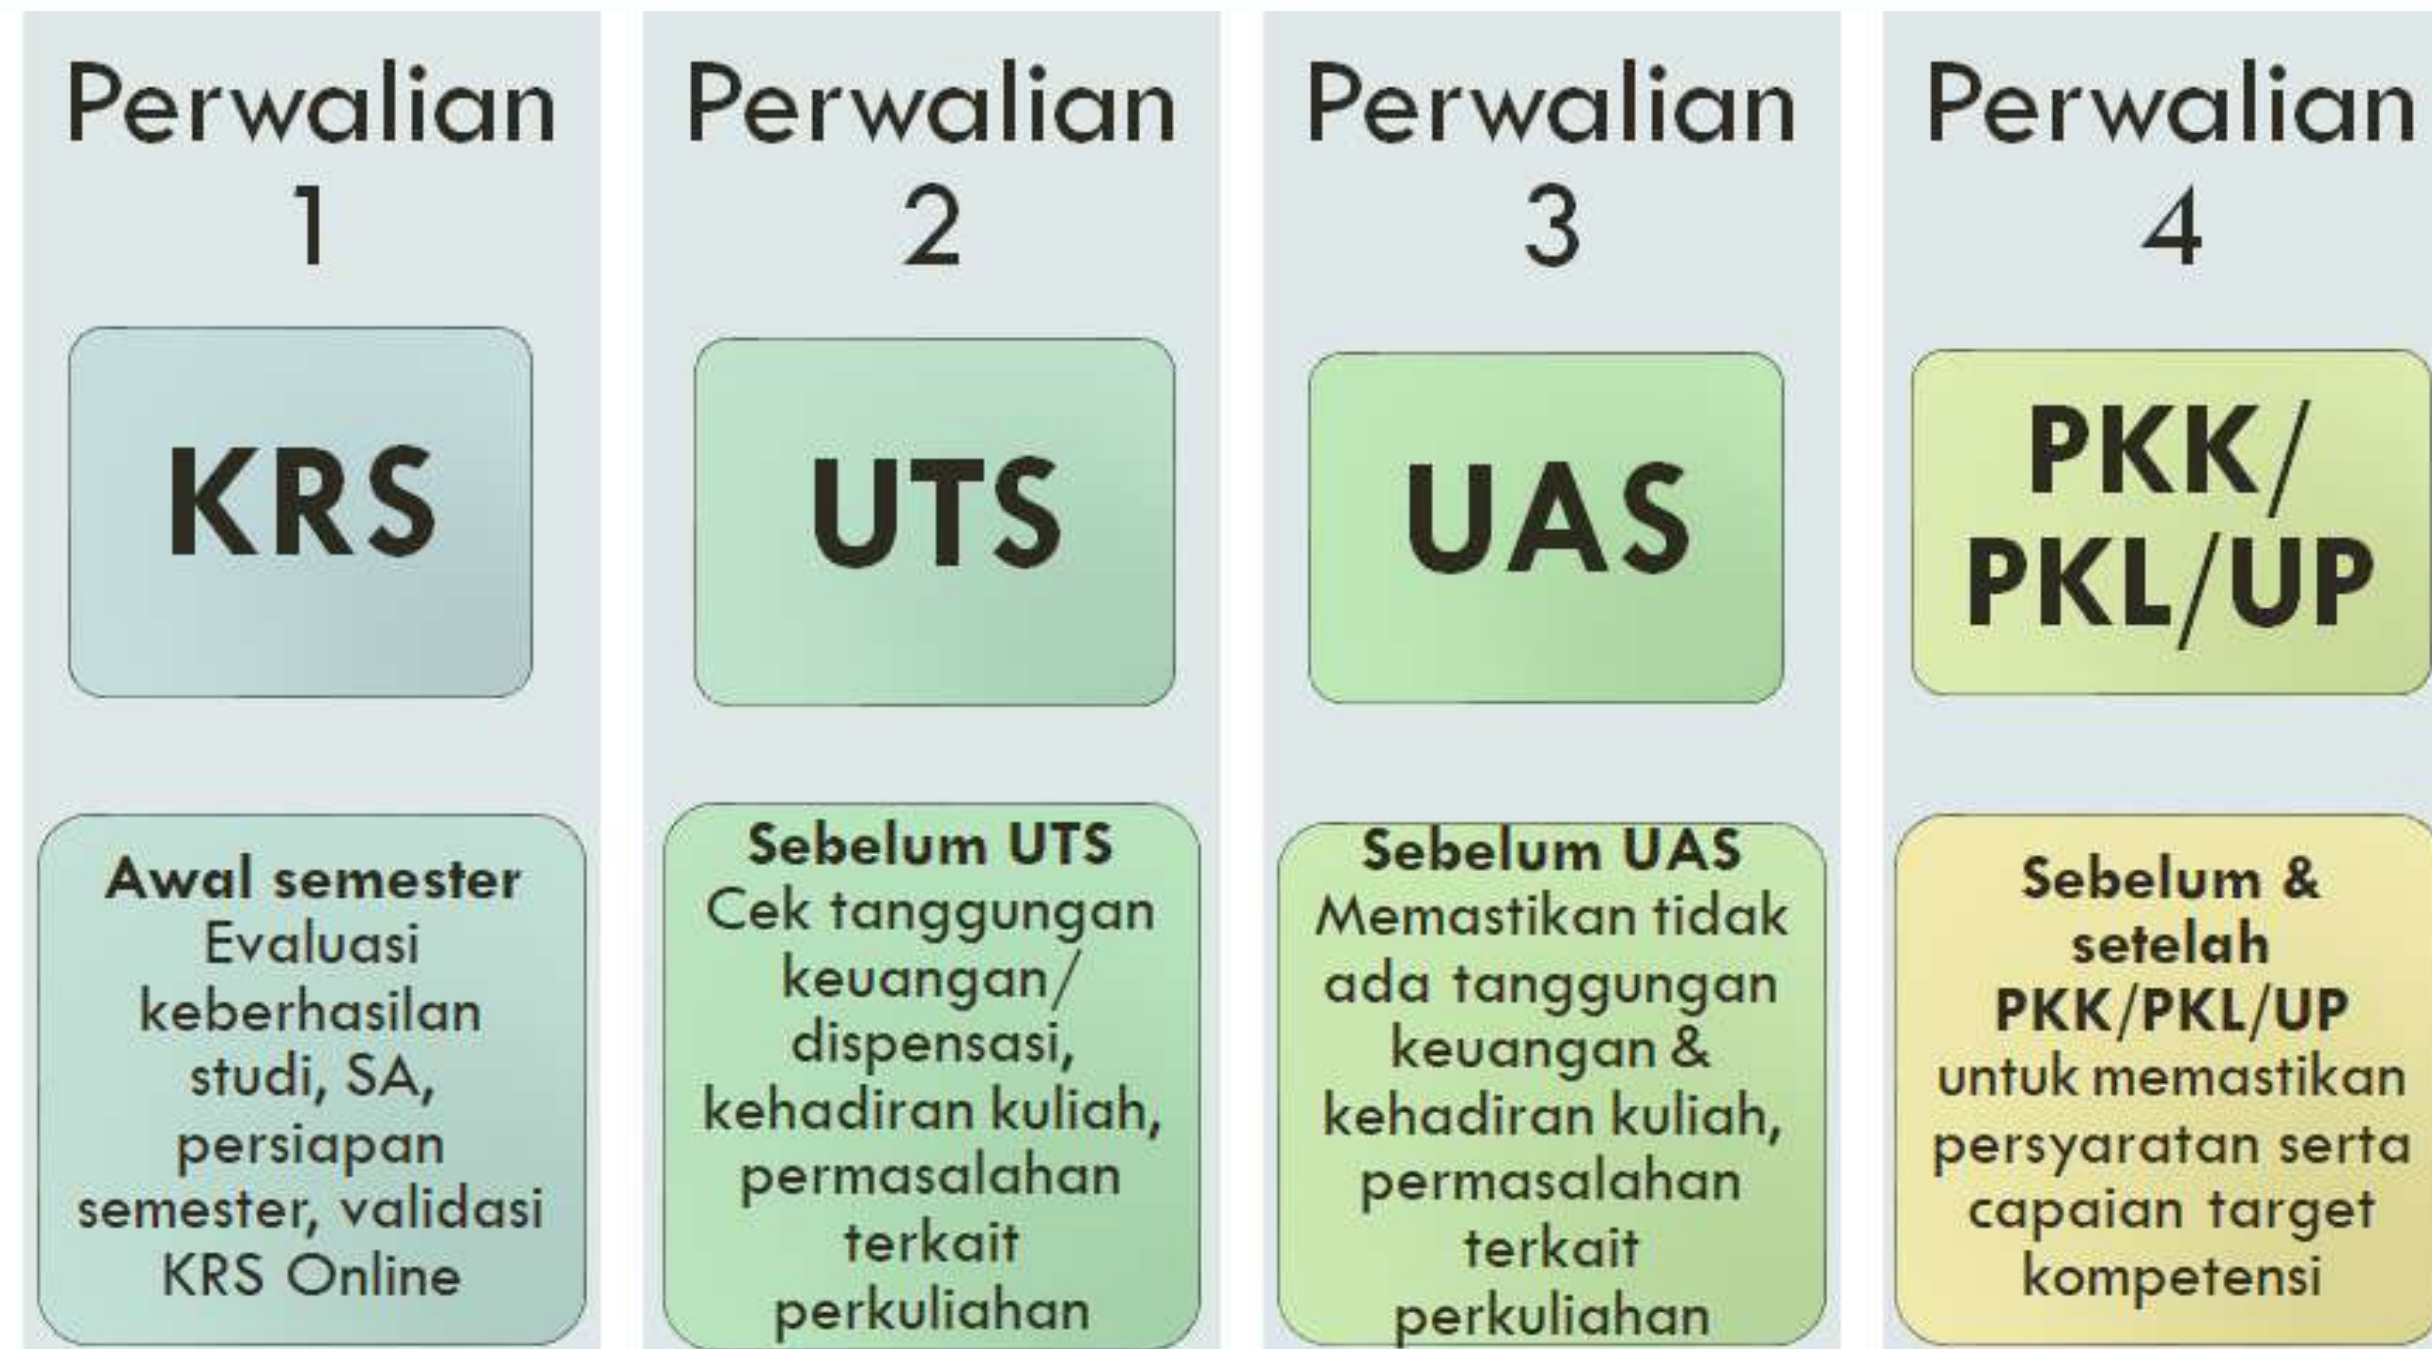 Perwalian
1
KRS
Awal semester
Evaluasi
keberhasilan
studi, SA,
persiapan
semester, validasi
KRS Online
Perwalian
2
UTS
Sebelum UTS
Cek tanggungan
keuangan/
dispensasi,
kehadiran kuliah,
permasalahan
terkait
perkuliahan
Perwalian
3
UAS
Sebelum UAS
Memastikan tidak
ada tanggungan
keuangan &
kehadiran kuliah,
permasalahan
terkait
perkuliahan
Perwalian
4
PKK/
PKL/UP
Sebelum &
setelah
PKK/PKL/UP
untuk memastikan
persyaratan serta
capaian target
kompetensi